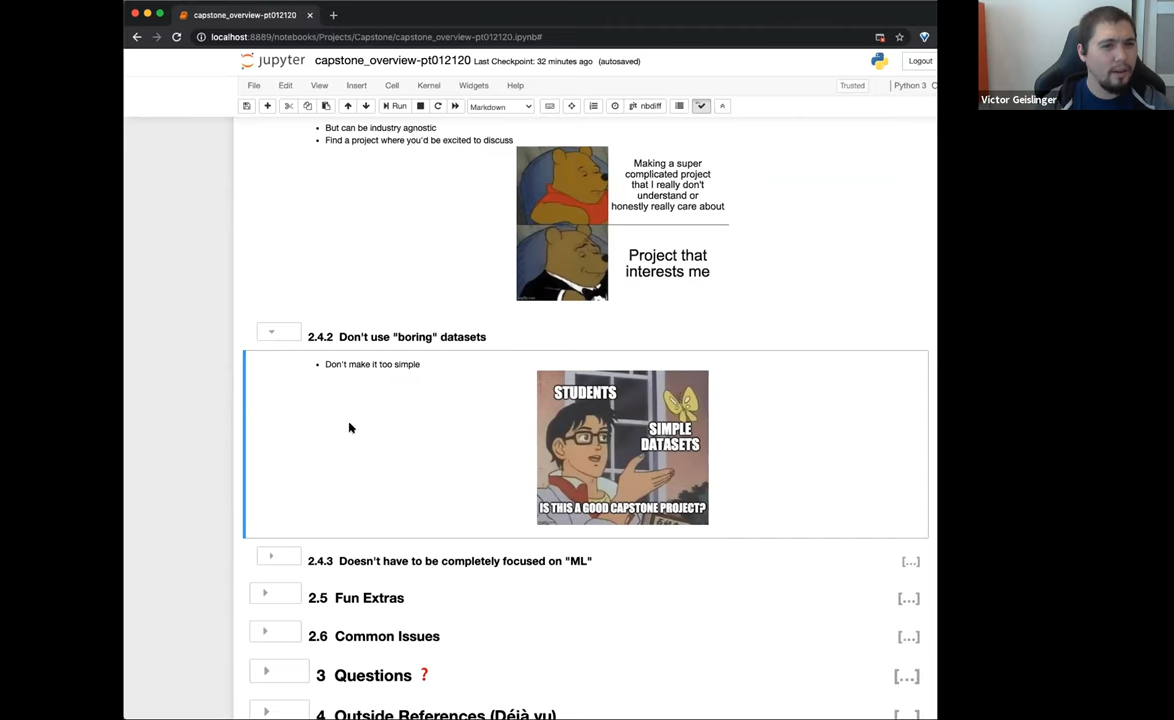 capstone_overview-pt012120
localhost:8889/notebooks/Projects/Capstone/capstone_overview-pt012120.ipynb#
jupyter capstone_overview-pt012120 Last Checkpoint: 32 minutes ago (autosaved)
Logout
File Edit View Insert Cell Kernel Widgets Help
Trusted
Python 3
Run
Markdown
nbdiff
Victor Geislinger
• But can be industry agnostic
• Find a project where you'd be excited to discuss
Making a super
complicated project
that I really don't
understand or
honestly really care about
Project that
interests me
2.4.2 Don't use "boring" datasets
• Don't make it too simple
STUDENTS
SIMPLE
DATASETS
IS THIS A GOOD CAPSTONE PROJECT?
2.4.3 Doesn't have to be completely focused on "ML"
[...]
2.5 Fun Extras
[...]
2.6 Common Issues
[...]
3 Questions ❓
[...]
4 Outside References (Déjà vu)